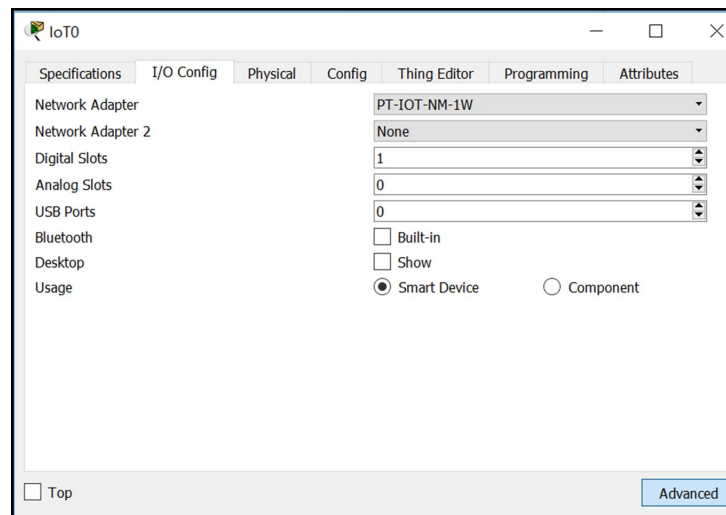 IoT0
Specifications I/O Config Physical Config Thing Editor Programming Attributes
Network Adapter PT-IOT-NM-1W
Network Adapter 2 None
Digital Slots 1
Analog Slots 0
USB Ports 0
Bluetooth Built-in
Desktop Show
Usage Smart Device Component
Top Advanced